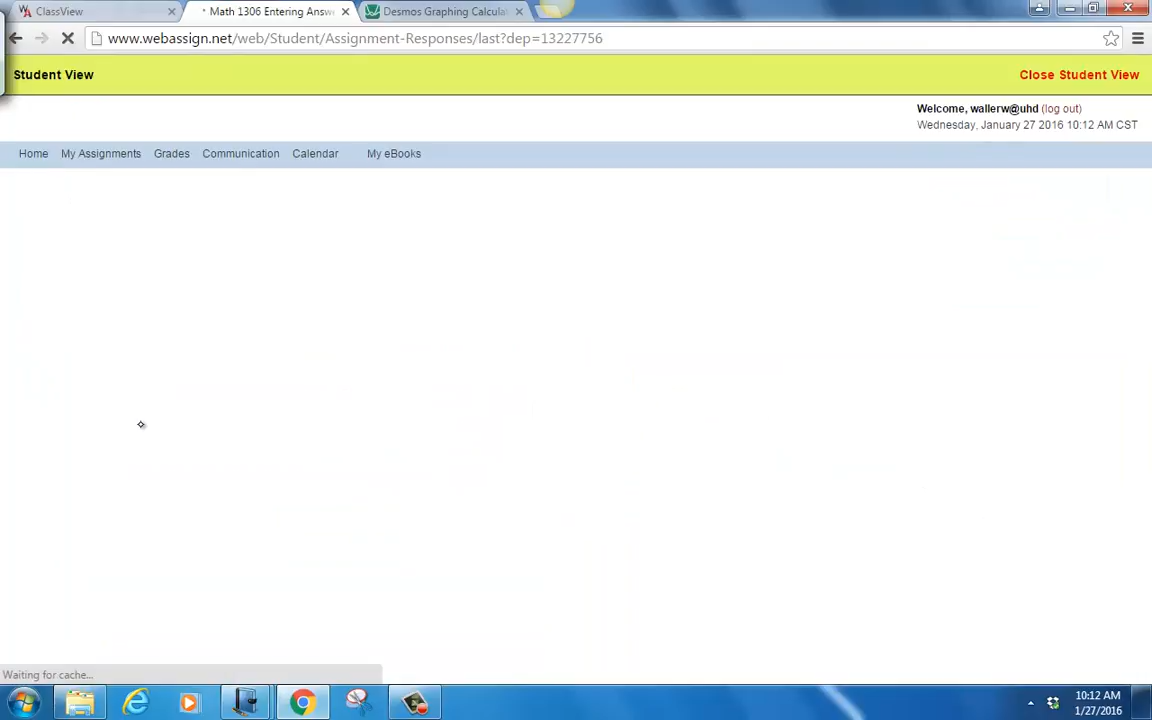 ClassView
Math 1306 Entering Answ
Desmos Graphing Calculat
www.webassign.net/web/Student/Assignment-Responses/last?dep=13227756
Student View
Close Student View
Welcome, wallerw@uhd (log out)
Wednesday, January 27 2016 10:12 AM CST
Home My Assignments Grades Communication Calendar My eBooks
Waiting for cache...
10:12 AM
1/27/2016